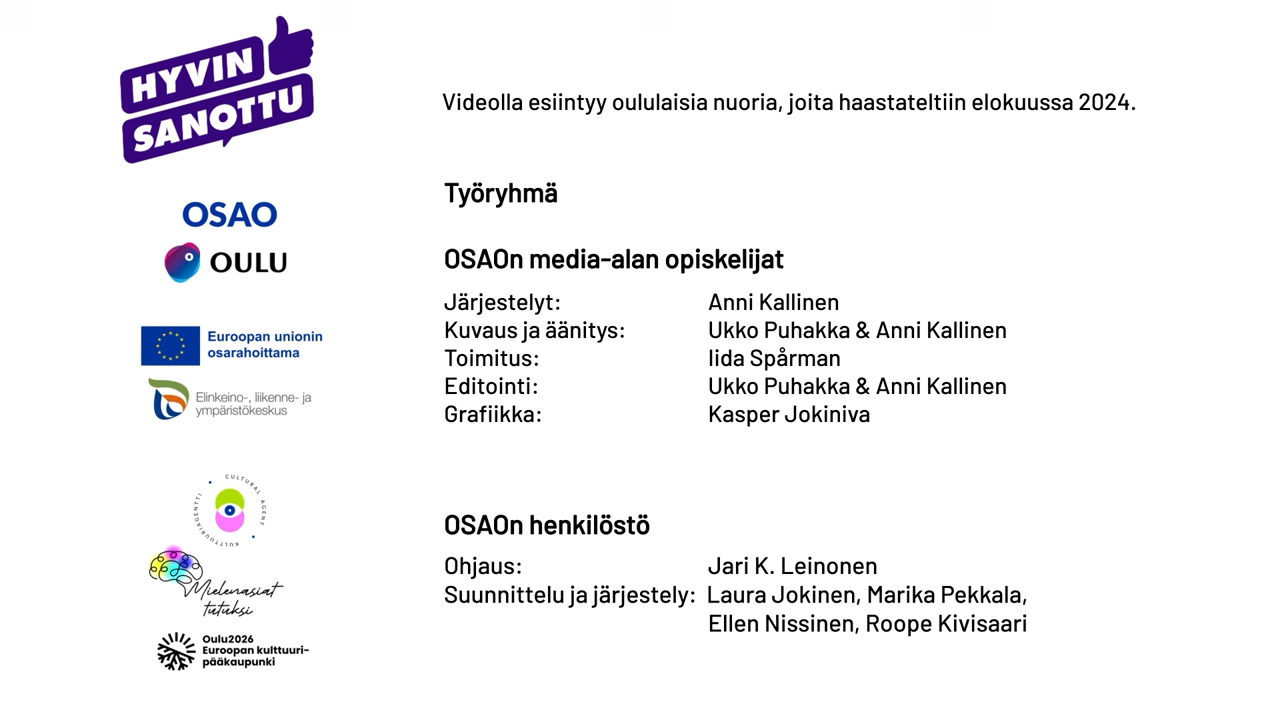 HYVIN
SANOTTU
OSAO
OULU
Euroopan unionin
osarahoittama
Elinkeino-, liikenne- ja
ympäristökeskus
CULTURAL AGENT
KULTTUURIAGENTTI
Mielenasiat
tutuksi
Oulu2026
Euroopan kulttuuri-
pääkaupunki
Videolla esiintyy oululaisia nuoria, joita haastateltiin elokuussa 2024.
Työryhmä
OSAOn media-alan opiskelijat
Järjestelyt: Anni Kallinen
Kuvaus ja äänitys: Ukko Puhakka & Anni Kallinen
Toimitus: Iida Spårman
Editointi: Ukko Puhakka & Anni Kallinen
Grafiikka: Kasper Jokiniva
OSAOn henkilöstö
Ohjaus: Jari K. Leinonen
Suunnittelu ja järjestely: Laura Jokinen, Marika Pekkala,
Ellen Nissinen, Roope Kivisaari